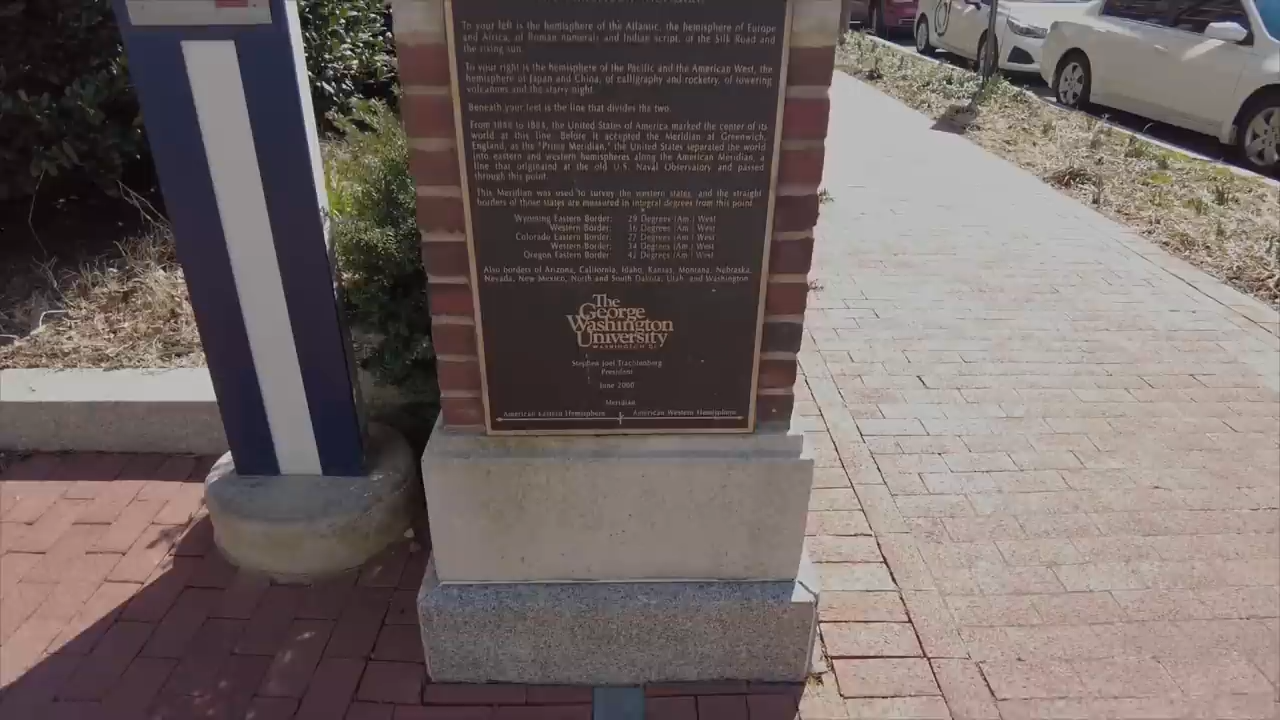 To your left is the hemisphere of the Atlantic, the hemisphere of Europe
and Africa, of Roman numerals and Indian script, of the Silk Road and
the rising sun.
To your right is the hemisphere of the Pacific and the American West, the
hemisphere of Japan and China, of calligraphy and rocketry, of towering
volcanoes and the starry night.
Beneath your feet is the line that divides the two.
From 1848 to 1884, the United States of America marked the center of its
world at this line. Before it accepted the Meridian at Greenwich,
England, as the "Prime Meridian," the United States separated the world
into eastern and western hemispheres along the American Meridian, a
line that originated at the old U.S. Naval Observatory and passed
through this point.
This Meridian was used to survey the western states, and the straight
borders of those states are measured in integral degrees from this point.
Wyoming Eastern Border: 29 Degrees (Am.) West
Western Border: 36 Degrees (Am.) West
Colorado Eastern Border: 27 Degrees (Am.) West
Western Border: 34 Degrees (Am.) West
Oregon Eastern Border: 42 Degrees (Am.) West
Also borders of Arizona, California, Idaho, Kansas, Montana, Nebraska,
Nevada, New Mexico, North and South Dakota, Utah, and Washington
The
George
Washington
University
WASHINGTON DC
Stephen Joel Trachtenberg
President
June 2000
Meridian
American Eastern Hemisphere American Western Hemisphere